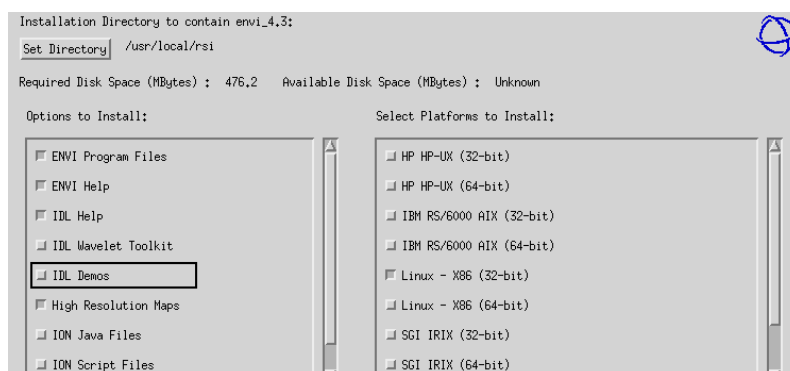 Installation Directory to contain envi_4.3:
Set Directory /usr/local/rsi
Required Disk Space (MBytes) : 476.2 Available Disk Space (MBytes) : Unknown
Options to Install:
ENVI Program Files
ENVI Help
IDL Help
IDL Wavelet Toolkit
IDL Demos
High Resolution Maps
ION Java Files
ION Script Files
Select Platforms to Install:
HP HP-UX (32-bit)
HP HP-UX (64-bit)
IBM RS/6000 AIX (32-bit)
IBM RS/6000 AIX (64-bit)
Linux - X86 (32-bit)
Linux - X86 (64-bit)
SGI IRIX (32-bit)
SGI IRIX (64-bit)